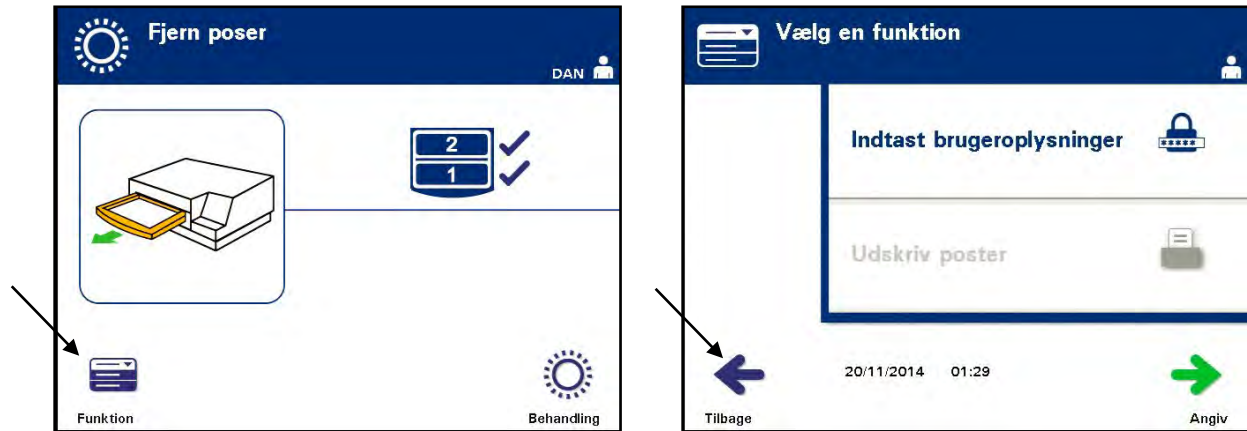 Fjern poser
DAN
2
1
Funktion
Behandling
Vælg en funktion
Indtast brugeroplysninger
*****
Udskriv poster
20/11/2014 01:29
Tilbage
Angiv